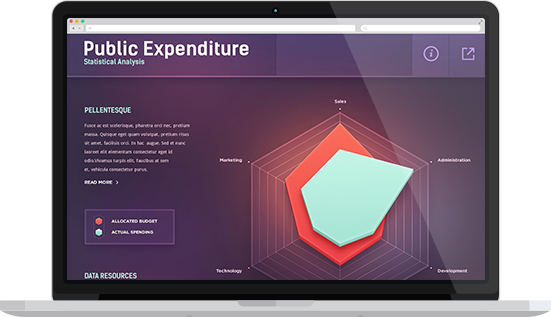 Public Expenditure
Statistical Analysis
PELLENTESQUE
Fusce ac est scelerisque, pharetra orci nec, pretium
massa. Quisque eget quam volutpat, pretium risus
sit amet, facilisis orci. In hac augue. Sed et nunc
laoreet elit elementum consectetur eget id
odio.Vivamus turpis elit, faucibus at sem
et, vehicula consectetur purus.
READ MORE
ALLOCATED BUDGET
ACTUAL SPENDING
DATA RESOURCES
Sales
Marketing
Administration
Technology
Development